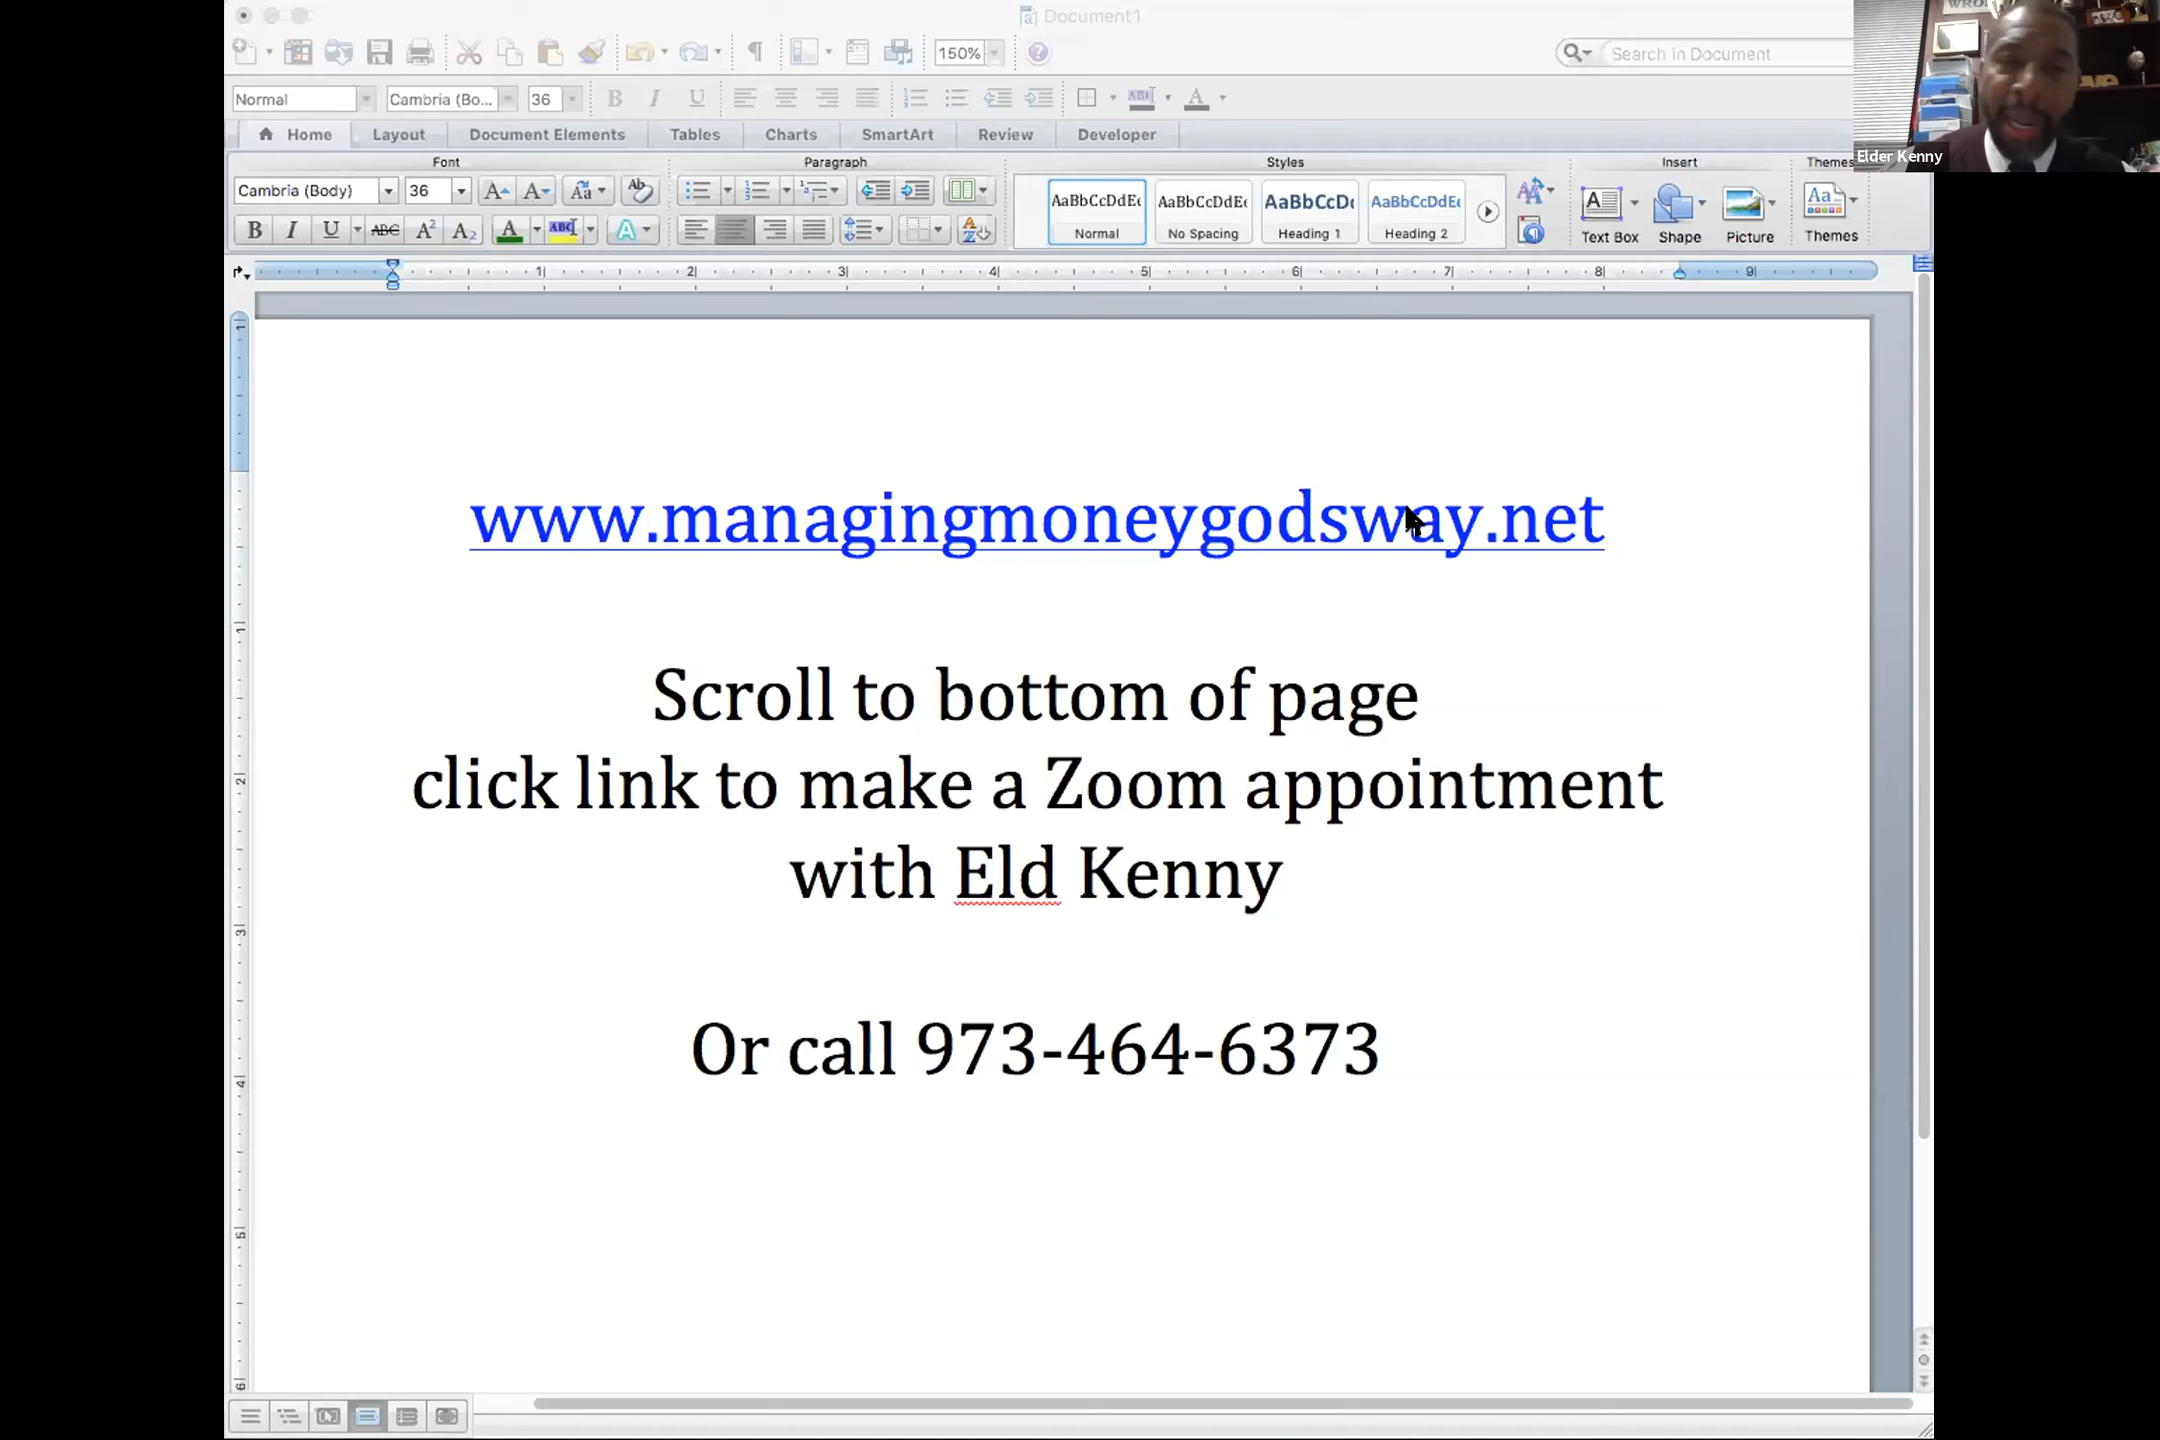 Document1
150%
Search in Document
Normal
Cambria (Bo...
36
Home
Layout
Document Elements
Tables
Charts
SmartArt
Review
Developer
Font
Paragraph
Styles
Insert
Themes
Cambria (Body)
36
AaBbCcDdEe
Normal
AaBbCcDdEe
No Spacing
AaBbCcD
Heading 1
AaBbCcDdEe
Heading 2
Text Box
Shape
Picture
Themes
Elder Kenny
www.managingmoneygodsway.net
Scroll to bottom of page
click link to make a Zoom appointment
with Eld Kenny
Or call 973-464-6373